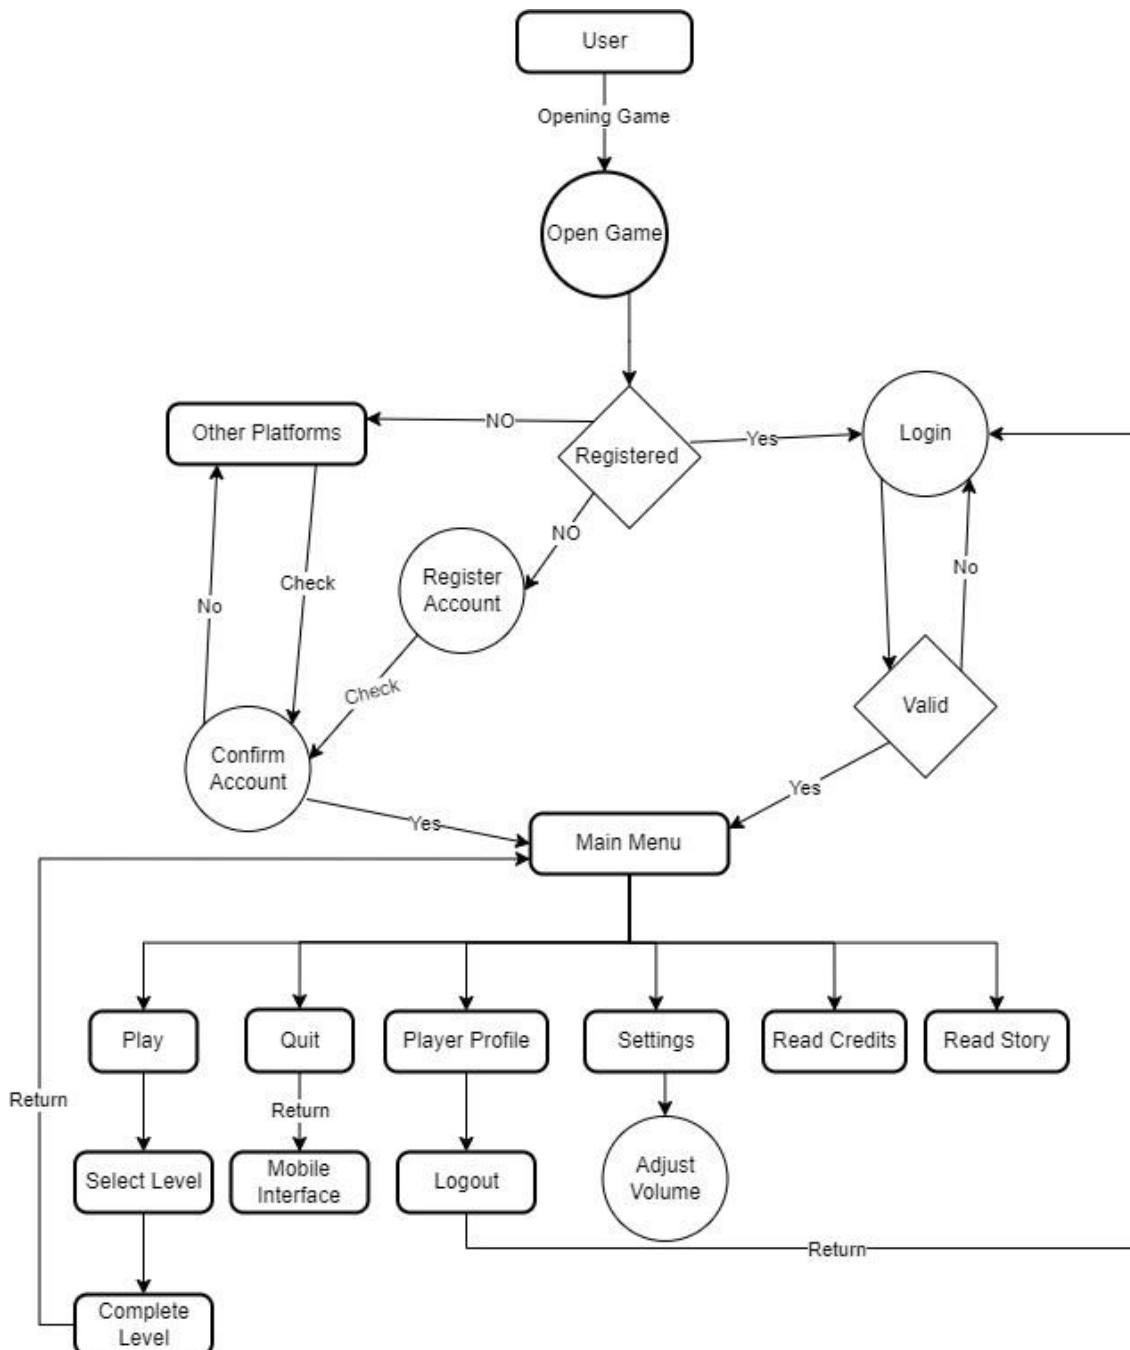 User
Opening Game
Open Game
NO
Other Platforms
Registered
Yes
Login
NO
Register
Account
Check
No
No
Check
Valid
Confirm
Account
Yes
Yes
Main Menu
Play
Quit
Player Profile
Settings
Read Credits
Read Story
Return
Return
Select Level
Mobile
Interface
Logout
Adjust
Volume
Return
Complete
Level